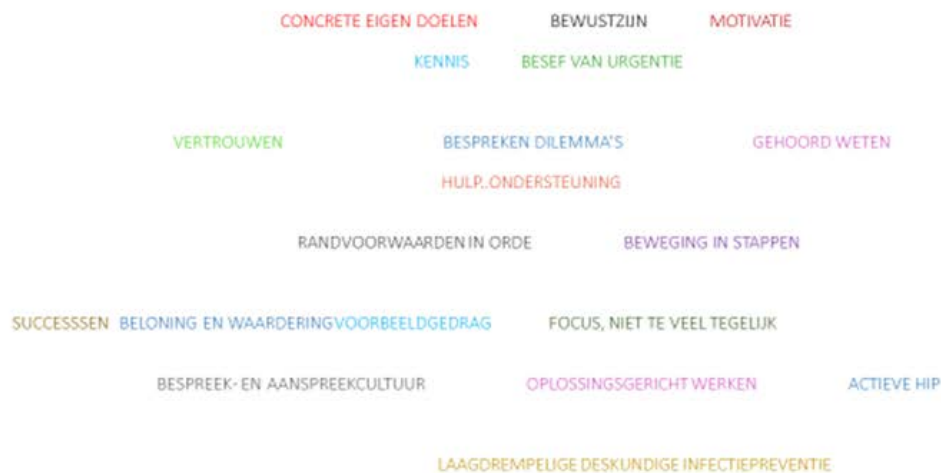 CONCRETE EIGEN DOELEN BEWUSTZIJN MOTIVATIE
KENNIS BESEF VAN URGENTIE
VERTROUWEN BESPREKEN DILEMMA'S GEHOORD WETEN
HULP..ONDERSTEUNING
RANDVOORWAARDEN IN ORDE BEWEGING IN STAPPEN
SUCCESSSEN BELONING EN WAARDERING VOORBEELDGEDRAG FOCUS, NIET TE VEEL TEGELIJK
BESPREEK- EN AANSPREEKCULTUUR OPLOSSINGSGERICHT WERKEN ACTIEVE HIP
LAAGDREMPELIGE DESKUNDIGE INFECTIEPREVENTIE